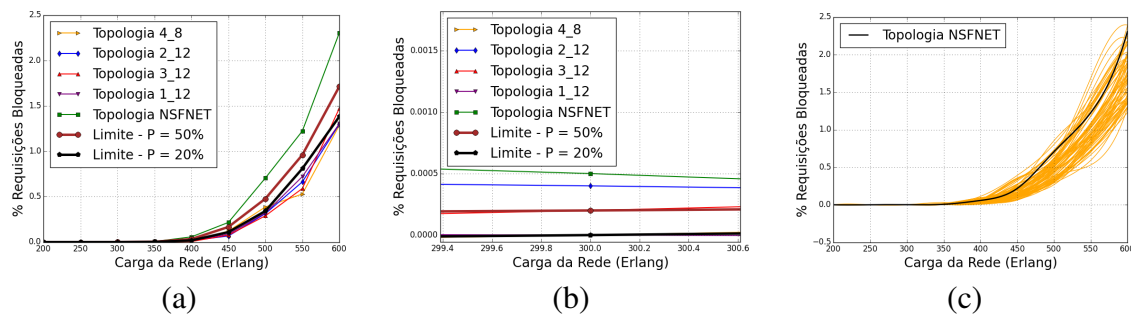 % Requisições Bloqueadas
2.5
2.0
1.5
1.0
0.5
0.0
Topologia 4_8
Topologia 2_12
Topologia 3_12
Topologia 1_12
Topologia NSFNET
Limite - P = 50%
Limite - P = 20%
200 250 300 350 400 450 500 550 600
Carga da Rede (Erlang)
(a)
% Requisições Bloqueadas
0.0015
0.0010
0.0005
0.0000
Topologia 4_8
Topologia 2_12
Topologia 3_12
Topologia 1_12
Topologia NSFNET
Limite - P = 50%
Limite - P = 20%
299.4 299.6 299.8 300.0 300.2 300.4 300.6
Carga da Rede (Erlang)
(b)
% Requisições Bloqueadas
2.5
2.0
1.5
1.0
0.5
0.0
−0.5
Topologia NSFNET
200 250 300 350 400 450 500 550 600
Carga da Rede (Erlang)
(c)